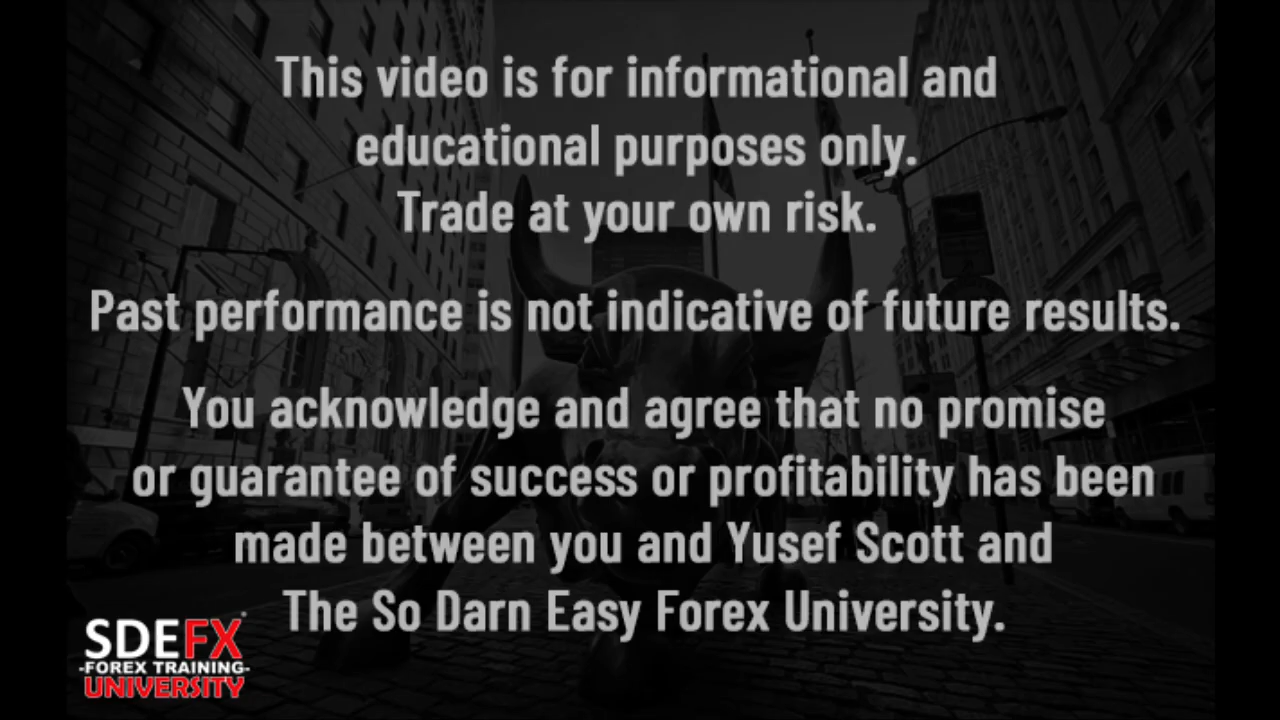 This video is for informational and
educational purposes only.
Trade at your own risk.
Past performance is not indicative of future results.
You acknowledge and agree that no promise
or guarantee of success or profitability has been
made between you and Yusef Scott and
The So Darn Easy Forex University.
SDEFX
-FOREX TRAINING-
UNIVERSITY